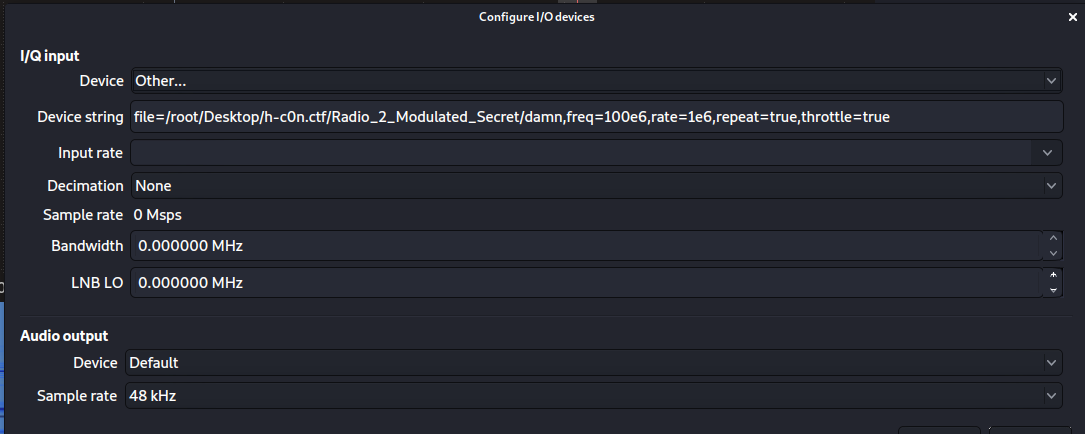 Configure I/O devices
I/Q input
Device Other...
Device string file=/root/Desktop/h-c0n.ctf/Radio_2_Modulated_Secret/damn,freq=100e6,rate=1e6,repeat=true,throttle=true
Input rate
Decimation None
Sample rate 0 Msps
Bandwidth 0.000000 MHz
LNB LO 0.000000 MHz
Audio output
Device Default
Sample rate 48 kHz